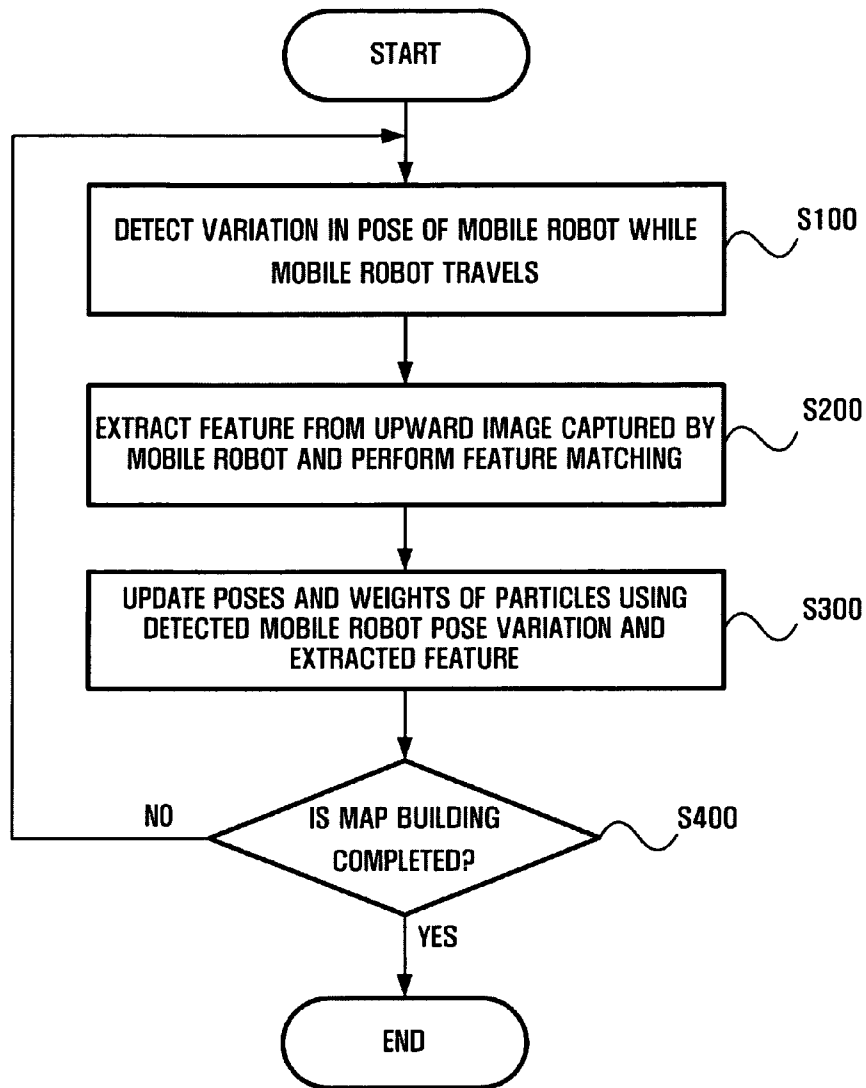 START
DETECT VARIATION IN POSE OF MOBILE ROBOT WHILE
MOBILE ROBOT TRAVELS
S100
EXTRACT FEATURE FROM UPWARD IMAGE CAPTURED BY
MOBILE ROBOT AND PERFORM FEATURE MATCHING
S200
UPDATE POSES AND WEIGHTS OF PARTICLES USING
DETECTED MOBILE ROBOT POSE VARIATION AND
EXTRACTED FEATURE
S300
NO
IS MAP BUILDING
COMPLETED?
S400
YES
END